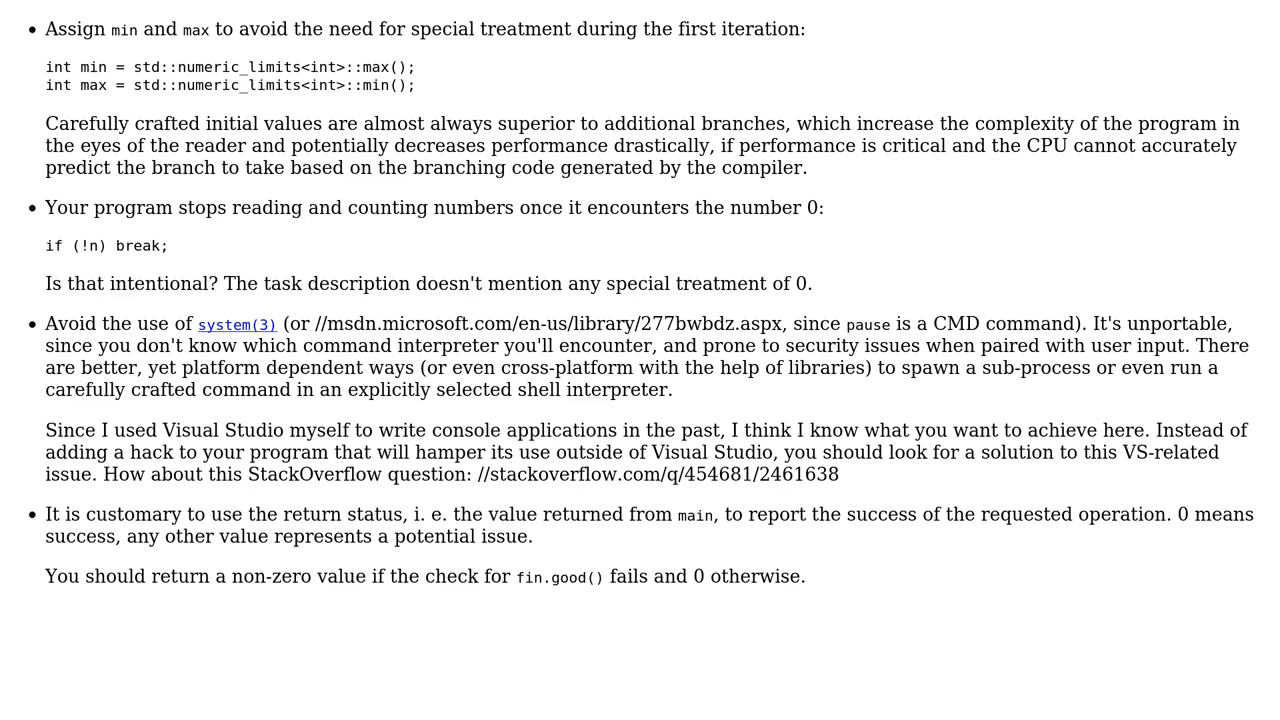 • Assign min and max to avoid the need for special treatment during the first iteration:
int min = std::numeric_limits<int>::max();
int max = std::numeric_limits<int>::min();
Carefully crafted initial values are almost always superior to additional branches, which increase the complexity of the program in
the eyes of the reader and potentially decreases performance drastically, if performance is critical and the CPU cannot accurately
predict the branch to take based on the branching code generated by the compiler.
• Your program stops reading and counting numbers once it encounters the number 0:
if (!n) break;
Is that intentional? The task description doesn't mention any special treatment of 0.
• Avoid the use of system(3) (or //msdn.microsoft.com/en-us/library/277bwbdz.aspx, since pause is a CMD command). It's unportable,
since you don't know which command interpreter you'll encounter, and prone to security issues when paired with user input. There
are better, yet platform dependent ways (or even cross-platform with the help of libraries) to spawn a sub-process or even run a
carefully crafted command in an explicitly selected shell interpreter.
Since I used Visual Studio myself to write console applications in the past, I think I know what you want to achieve here. Instead of
adding a hack to your program that will hamper its use outside of Visual Studio, you should look for a solution to this VS-related
issue. How about this StackOverflow question: //stackoverflow.com/q/454681/2461638
• It is customary to use the return status, i. e. the value returned from main, to report the success of the requested operation. 0 means
success, any other value represents a potential issue.
You should return a non-zero value if the check for fin.good() fails and 0 otherwise.